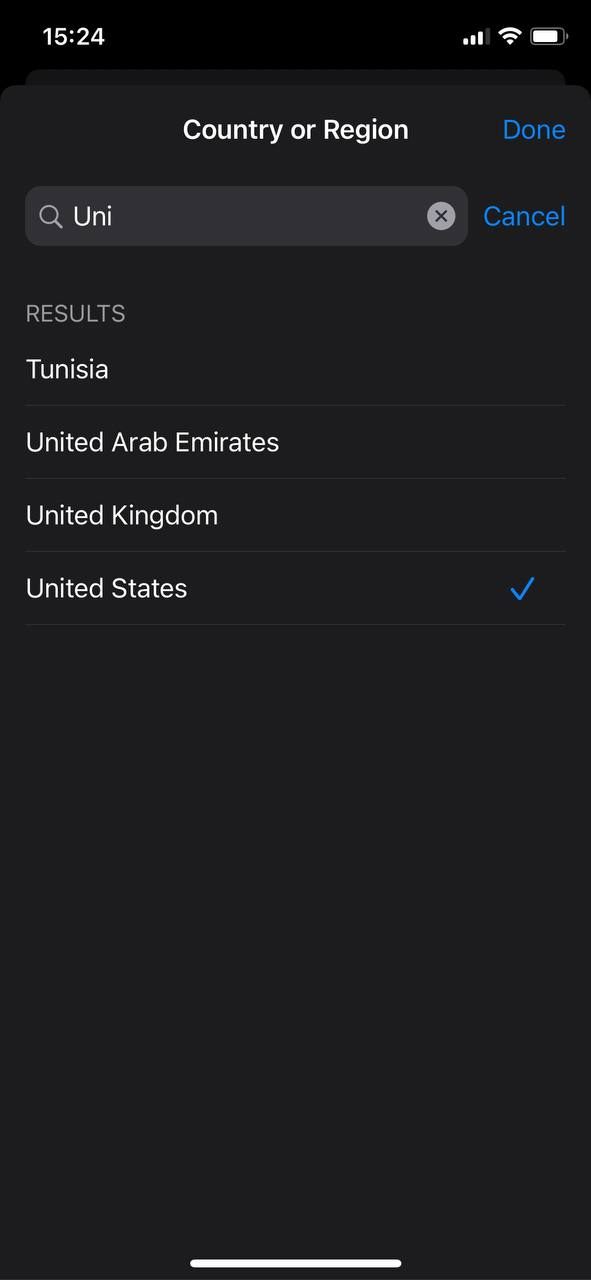 15:24
Country or Region
Done
Uni
Cancel
RESULTS
Tunisia
United Arab Emirates
United Kingdom
United States